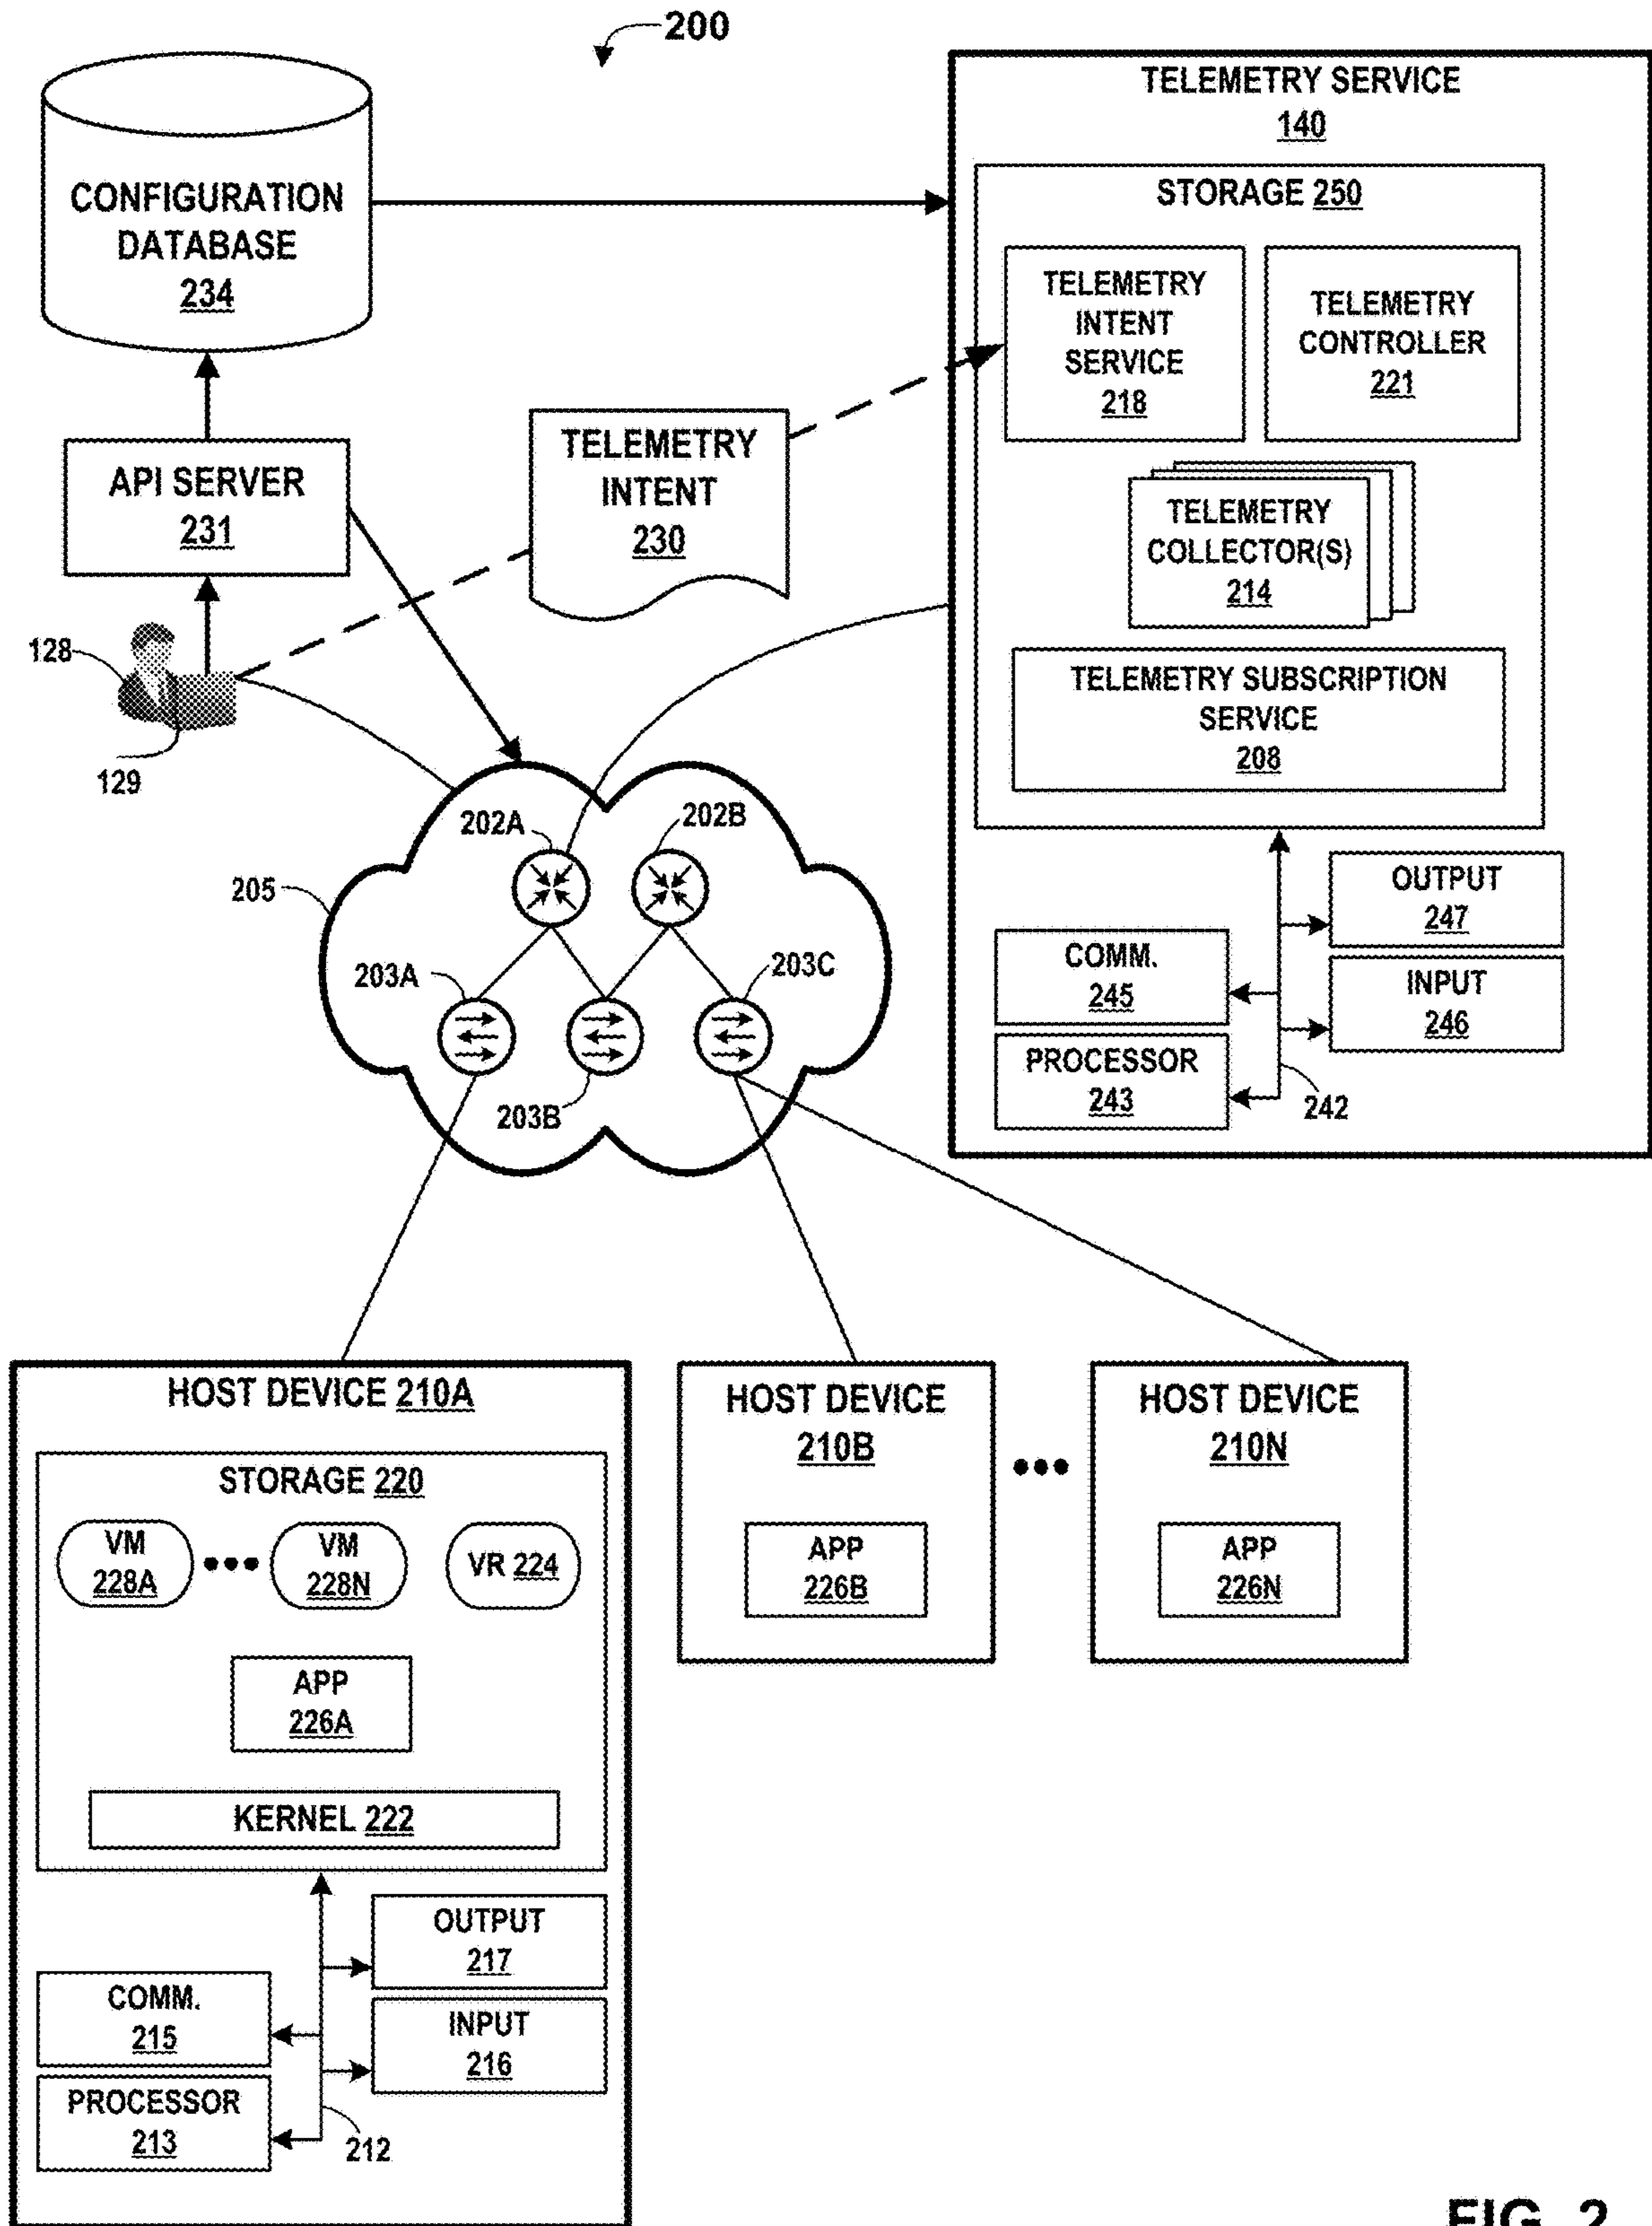 200
CONFIGURATION
DATABASE
234
API SERVER
231
128
129
TELEMETRY
INTENT
230
TELEMETRY SERVICE
140
STORAGE 250
TELEMETRY
INTENT
SERVICE
218
TELEMETRY
CONTROLLER
221
TELEMETRY
COLLECTOR(S)
214
TELEMETRY SUBSCRIPTION
SERVICE
208
OUTPUT
247
COMM.
245
INPUT
246
PROCESSOR
243
242
202A
202B
205
203A
203C
203B
HOST DEVICE 210A
STORAGE 220
VM
228A
VM
228N
VR 224
APP
226A
KERNEL 222
OUTPUT
217
COMM.
215
INPUT
216
PROCESSOR
213
212
HOST DEVICE
210B
APP
226B
HOST DEVICE
210N
APP
226N
FIG. 2